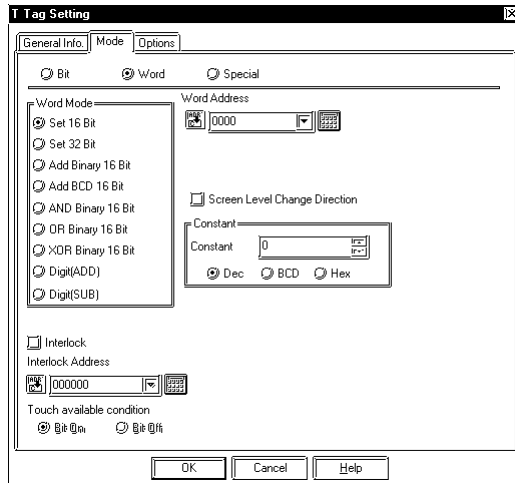 T Tag Setting
General Info. Mode Options
Bit Word Special
Word Mode
Set 16 Bit
Set 32 Bit
Add Binary 16 Bit
Add BCD 16 Bit
AND Binary 16 Bit
OR Binary 16 Bit
XOR Binary 16 Bit
Digit(ADD)
Digit(SUB)
Word Address
0000
Screen Level Change Direction
Constant
Constant 0
Dec BCD Hex
Interlock
Interlock Address
000000
Touch available condition
Bit On Bit Off
OK Cancel Help